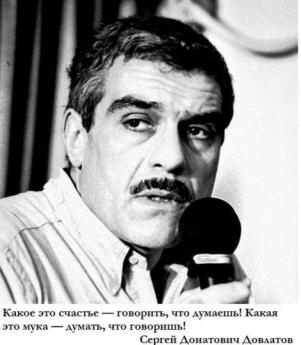 Какое это счастье — говорить, что думаешь! Какая
это мука — думать, что говоришь!
Сергей Донатович Довлатов